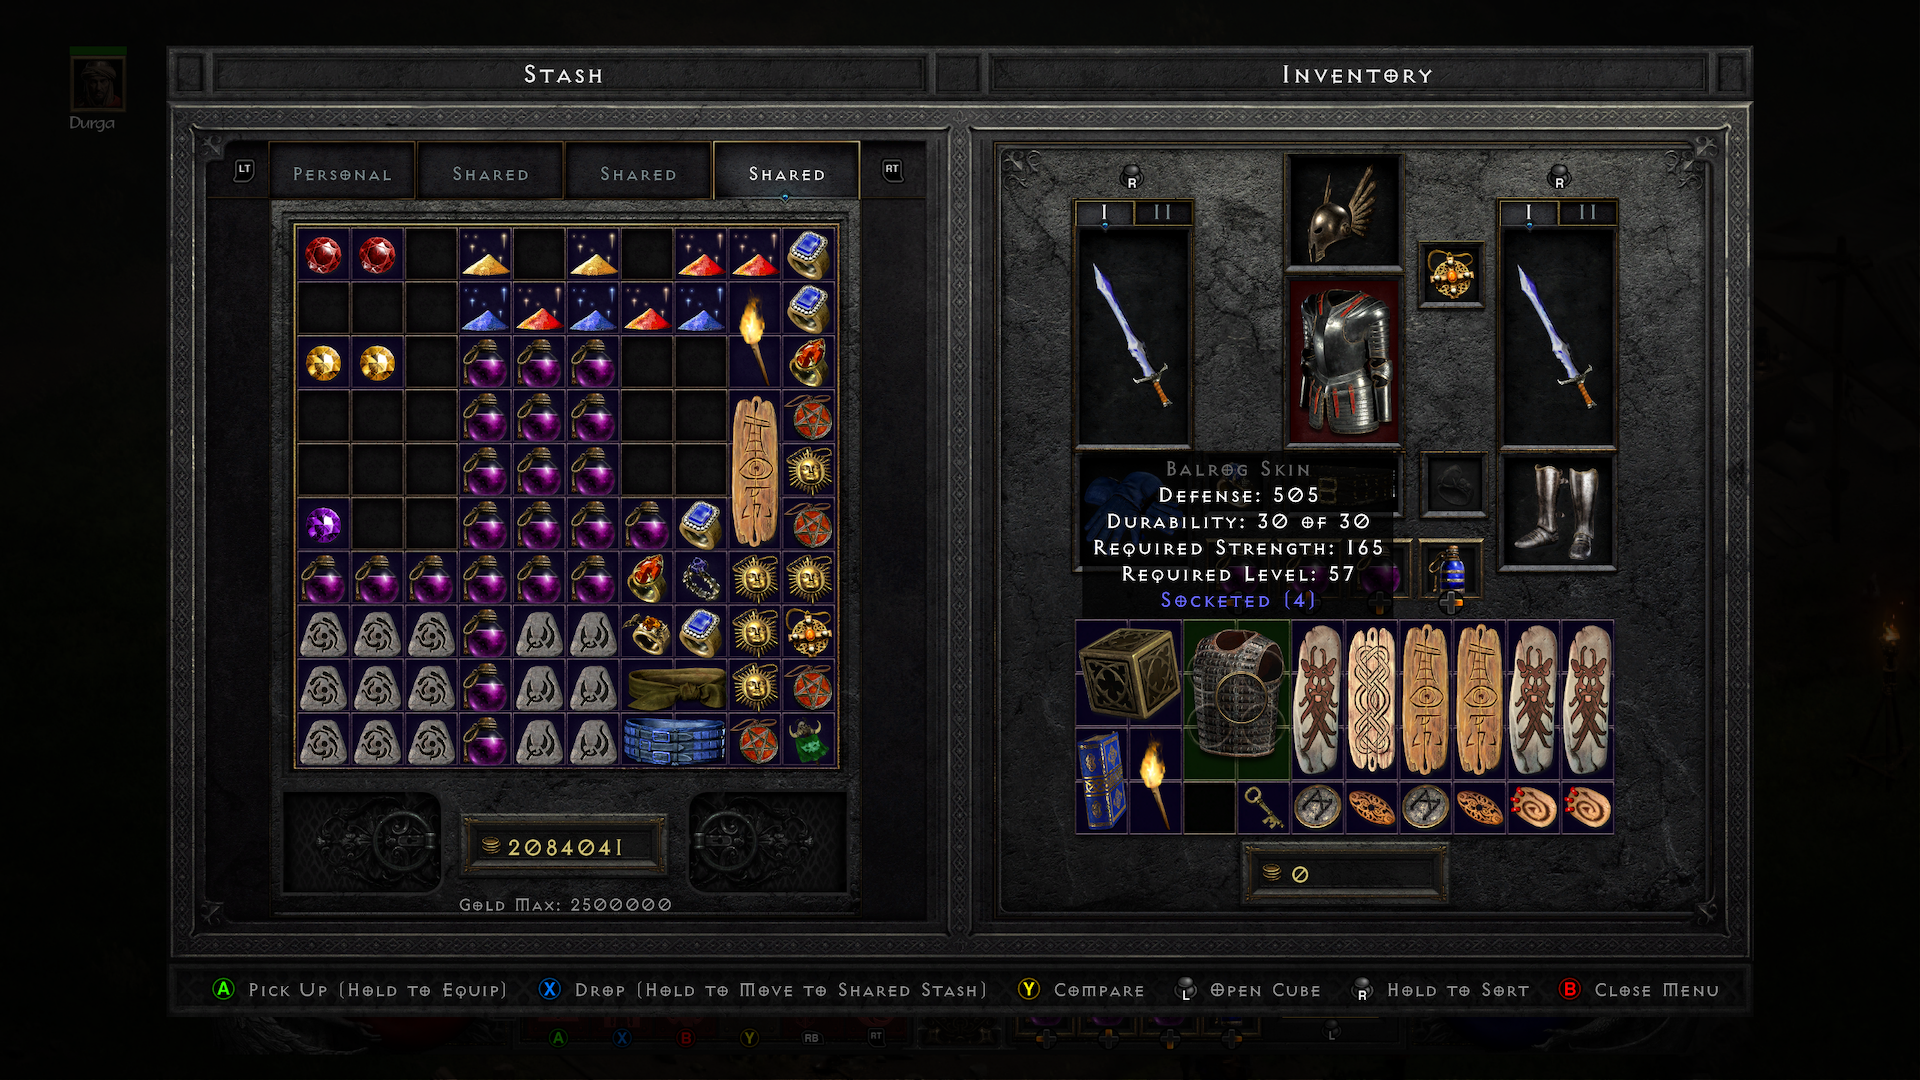 Stash
Inventory
Durga
LT
Personal
Shared
Shared
Shared
RT
R
R
I
II
I
II
Balrog Skin
Defense: 505
Durability: 30 of 30
Required Strength: 165
Required Level: 57
Socketed (4)
2084041
Gold Max: 2500000
0
A Pick Up (Hold to Equip)
X Drop (Hold to Move to Shared Stash)
Y Compare
L Open Cube
R Hold to Sort
B Close Menu
A
X
B
Y
RB
RT
L